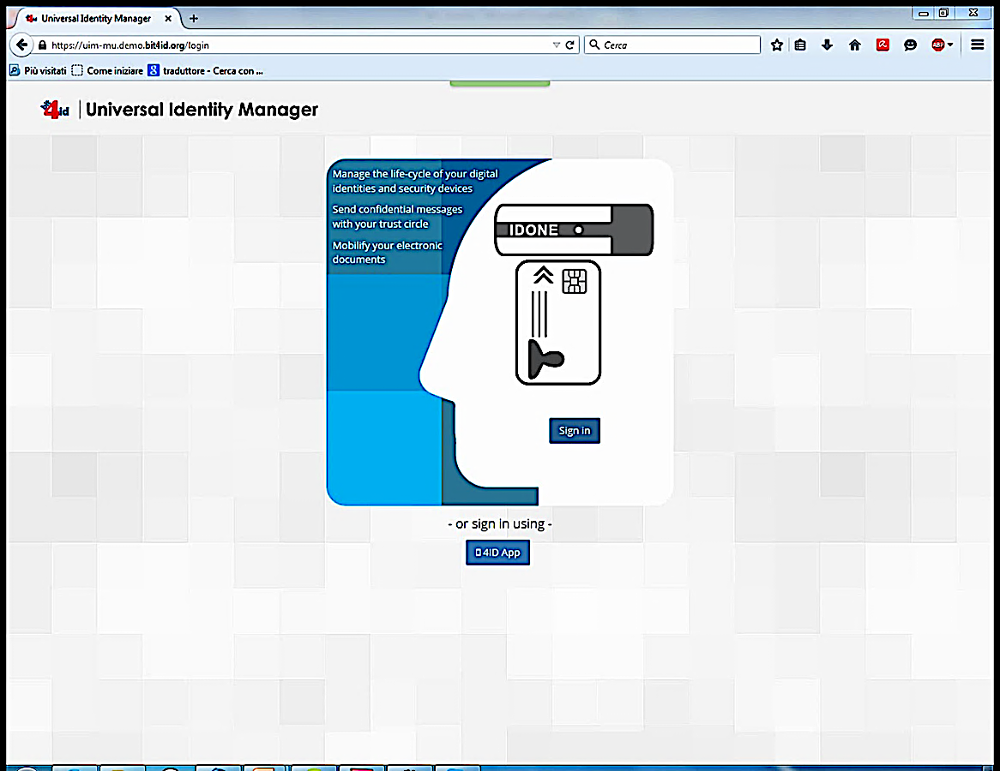 Universal Identity Manager
https://uim-mu.demo.bit4id.org/login
Cerca
ABP
Più visitati
Come iniziare
traduttore - Cerca con ...
4id | Universal Identity Manager
Manage the life-cycle of your digital
identities and security devices
Send confidential messages
with your trust circle
Mobilify your electronic
documents
IDONE
Sign in
- or sign in using -
4ID App